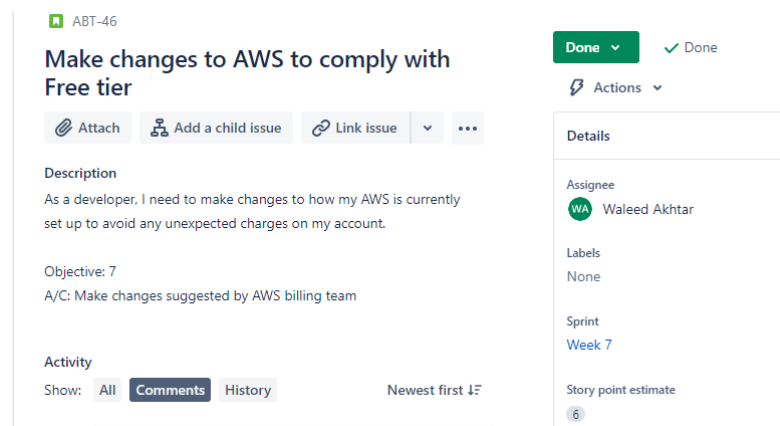 ABT-46
Make changes to AWS to comply with
Free tier
Attach
Add a child issue
Link issue
Description
As a developer, I need to make changes to how my AWS is currently
set up to avoid any unexpected charges on my account.
Objective: 7
A/C: Make changes suggested by AWS billing team
Activity
Show: All Comments History Newest first
Done
Done
Actions
Details
Assignee
WA Waleed Akhtar
Labels
None
Sprint
Week 7
Story point estimate
6